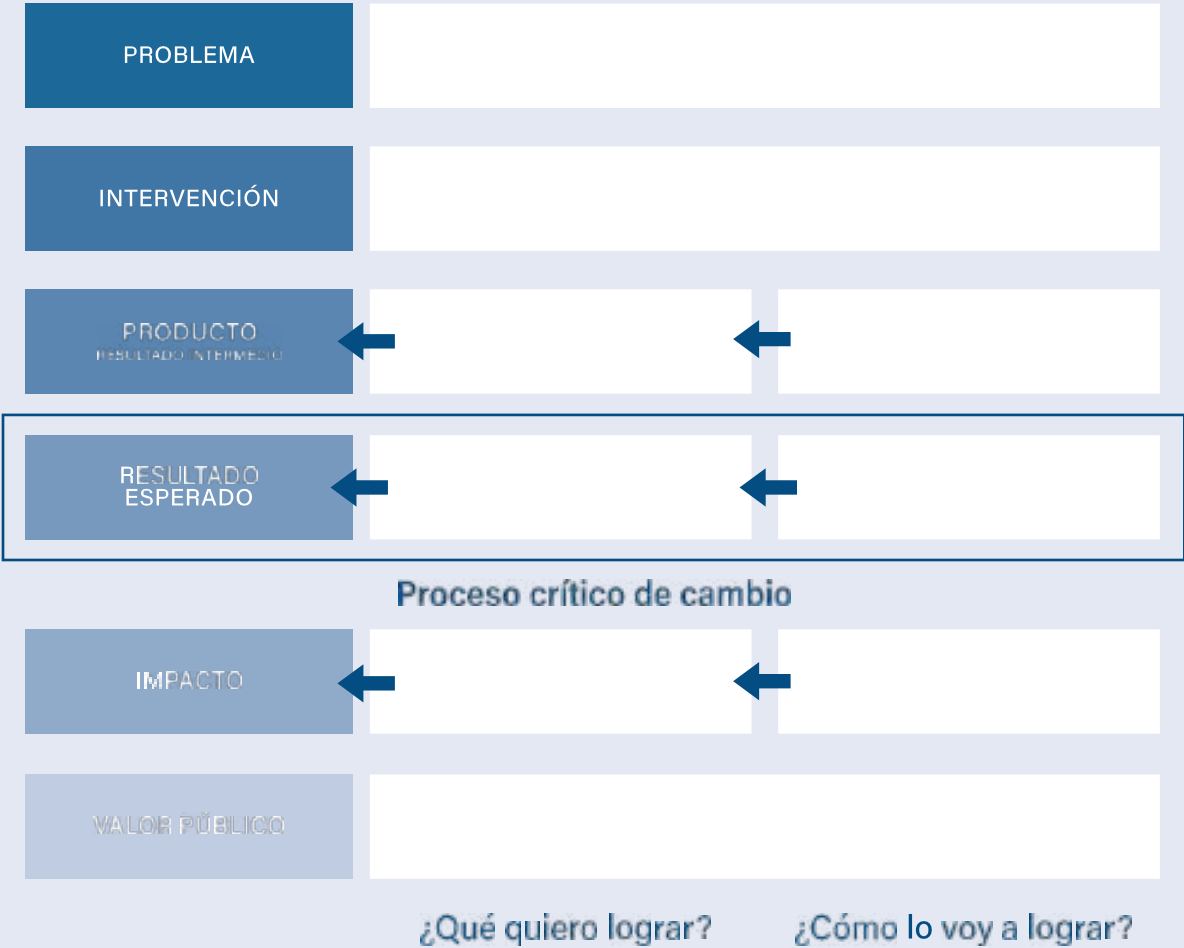 PROBLEMA
INTERVENCIÓN
PRODUCTO
RESULTADO INTERMEDIO
RESULTADO
ESPERADO
Proceso crítico de cambio
IMPACTO
VALOR PÚBLICO
¿Qué quiero lograr?
¿Cómo lo voy a lograr?